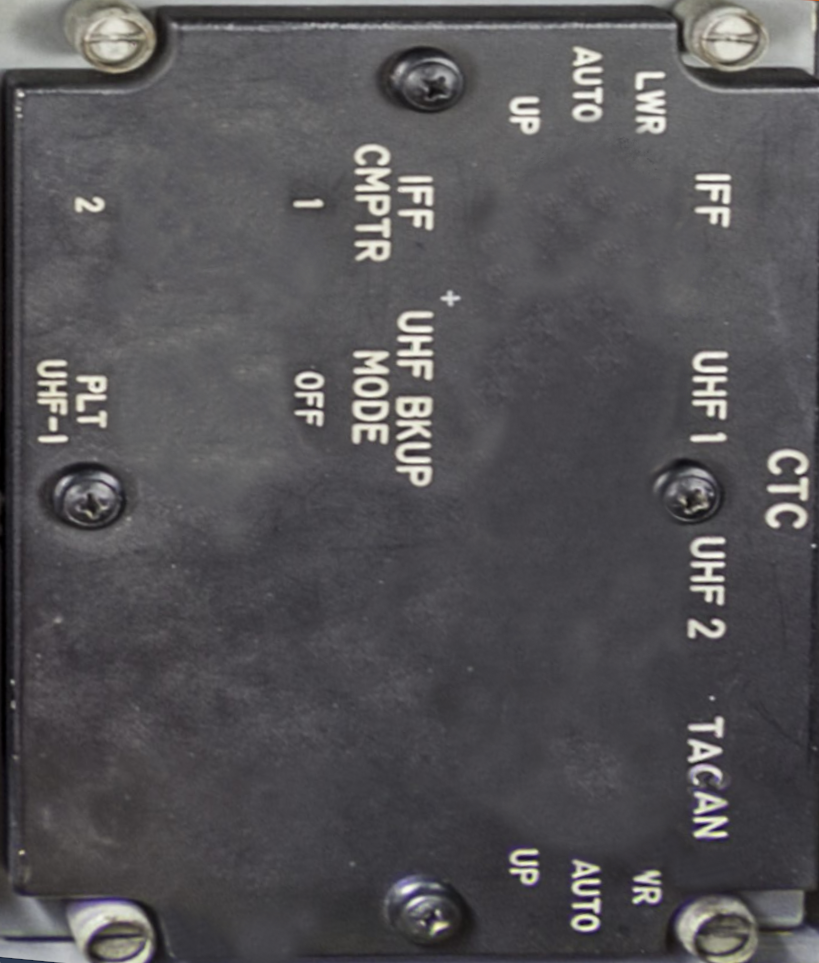 CTC
IFF UHF 1 UHF 2 TACAN
LWR
AUTO AUTO
UP UP
+
IFF UHF BKUP
CMPTR MODE
1 OFF
2 PLT
UHF-1